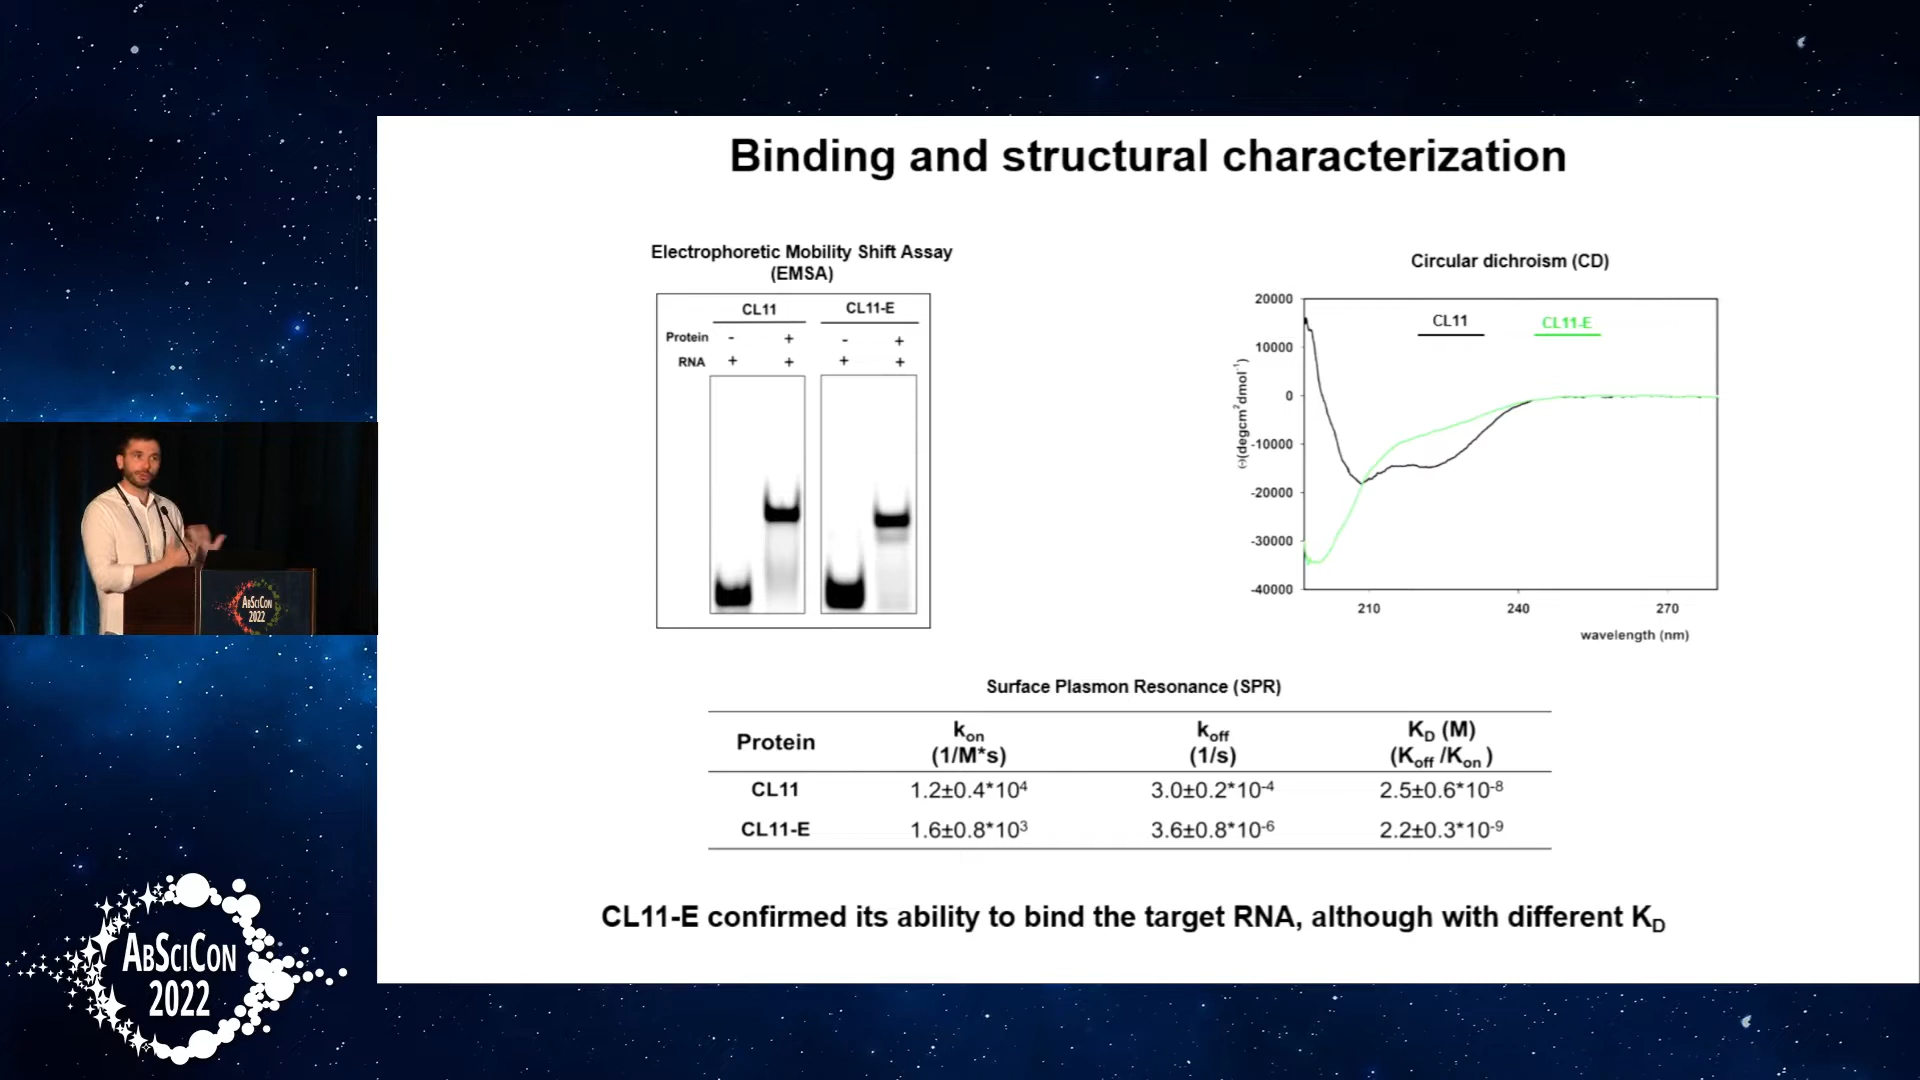 Binding and structural characterization
Electrophoretic Mobility Shift Assay
(EMSA)
CL11 CL11-E
Protein - + - +
RNA + + + +
Circular dichroism (CD)
CL11 CL11-E
20000
10000
0
-10000
-20000
-30000
-40000
Θ(degcm²dmol⁻¹)
210 240 270
wavelength (nm)
Surface Plasmon Resonance (SPR)
Protein kon (1/M*s) koff (1/s) KD (M) (Koff /Kon )
CL11 1.2±0.4*10⁴ 3.0±0.2*10⁻⁴ 2.5±0.6*10⁻⁸
CL11-E 1.6±0.8*10³ 3.6±0.8*10⁻⁶ 2.2±0.3*10⁻⁹
CL11-E confirmed its ability to bind the target RNA, although with different KD
ABSCICON
2022
ABSCICON
2022